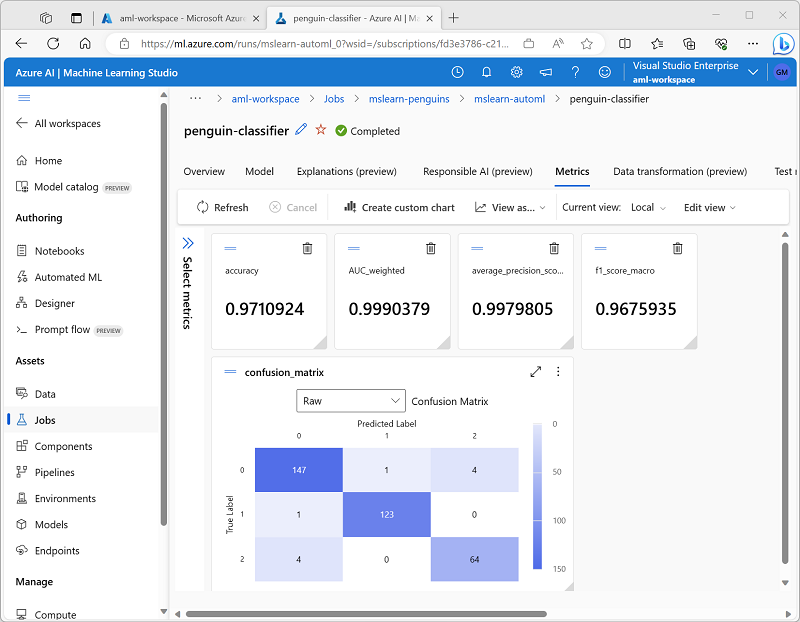 aml-workspace - Microsoft Azure
penguin-classifier - Azure AI | Ma
https://ml.azure.com/runs/mslearn-automl_0?wsid=/subscriptions/fd3e3786-c21...
Azure AI | Machine Learning Studio
Visual Studio Enterprise
aml-workspace
GM
All workspaces
Home
Model catalog PREVIEW
Authoring
Notebooks
Automated ML
Designer
Prompt flow PREVIEW
Assets
Data
Jobs
Components
Pipelines
Environments
Models
Endpoints
Manage
Compute
... > aml-workspace > Jobs > mslearn-penguins > mslearn-automl > penguin-classifier
penguin-classifier Completed
Overview Model Explanations (preview) Responsible AI (preview) Metrics Data transformation (preview) Test
Refresh Cancel Create custom chart View as... Current view: Local Edit view
Select metrics
accuracy
0.9710924
AUC_weighted
0.9990379
average_precision_sco...
0.9979805
f1_score_macro
0.9675935
confusion_matrix
Raw Confusion Matrix
Predicted Label
0 1 2
True Label
0 147 1 4
1 1 123 0
2 4 0 64
0
50
100
150